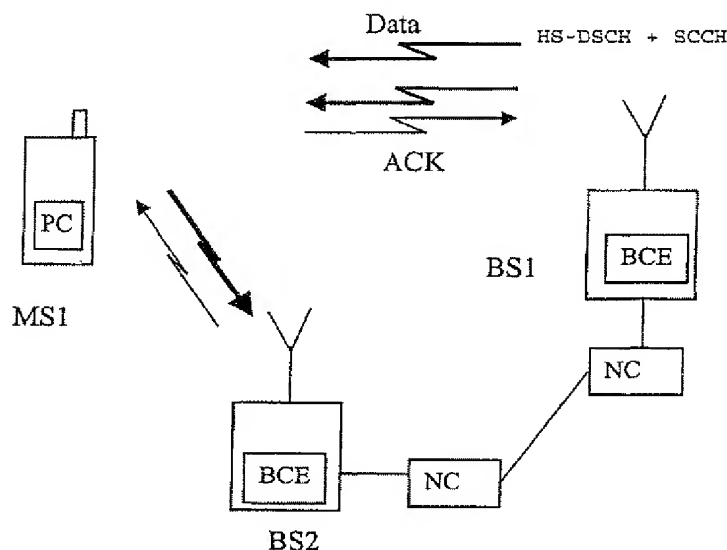 Data
HS-DSCH + SCCH
ACK
PC
MS1
BS1
BCE
NC
BCE
NC
BS2